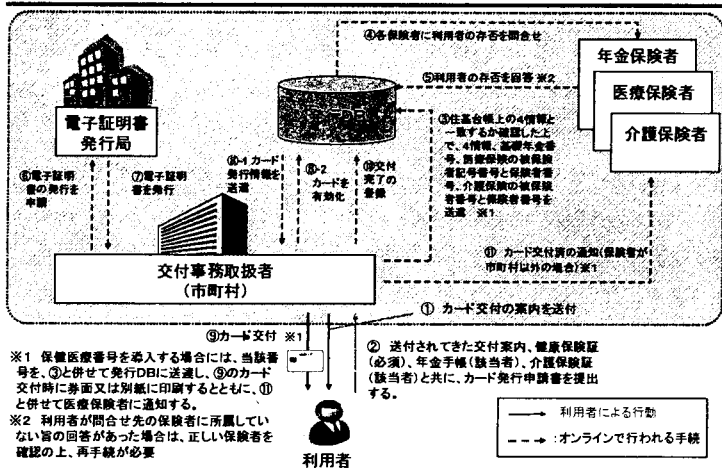 ④各保険者に利用者の存否を問合せ
年金保険者
医療保険者
介護保険者
⑤利用者の存否を回答 ※2
電子証明書
発行局
③住基台帳上の4情報と
一致するか確認した上
で、4情報、基礎年金番
号、医療保険の被保険
者記号番号と保険者番
号、介護保険の被保険
者番号と保険者番号を
送達 ※1
⑥電子証明
書の発行を
申請
⑦電子証明
書を発行
⑧-1 カード
発行情報を
送達
⑧-2
カードを
有効化
⑩交付
完了の
登録
交付事務取扱者
(市町村)
⑪ カード交付済の通知(保険者が
市町村以外の場合)※1
① カード交付の案内を送付
⑨カード交付 ※1
② 送付されてきた交付案内、健康保険証
(必須)、年金手帳(該当者)、介護保険証
(該当者)と共に、カード発行申請書を提出
する。
※1 保健医療番号を導入する場合には、当該番
号を、③と併せて発行DBに送達し、⑨のカード
交付時に券面又は別紙に印刷するとともに、⑪
と併せて医療保険者に通知する。
※2 利用者が問合せ先の保険者に所属してい
ない旨の回答があった場合は、正しい保険者を
確認の上、再手続が必要
利用者
利用者による行動
:オンラインで行われる手続